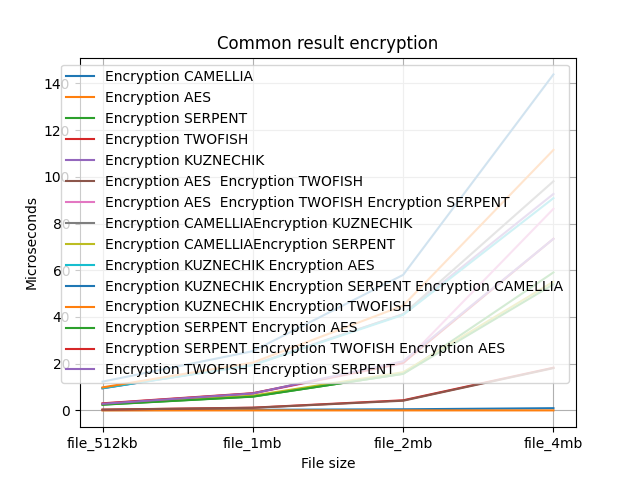 Common result encryption
Encryption CAMELLIA
Encryption AES
Encryption SERPENT
Encryption TWOFISH
Encryption KUZNECHIK
Encryption AES  Encryption TWOFISH
Encryption AES  Encryption TWOFISH Encryption SERPENT
Encryption CAMELLIAEncryption KUZNECHIK
Encryption CAMELLIAEncryption SERPENT
Encryption KUZNECHIK Encryption AES
Encryption KUZNECHIK Encryption SERPENT Encryption CAMELLIA
Encryption KUZNECHIK Encryption TWOFISH
Encryption SERPENT Encryption AES
Encryption SERPENT Encryption TWOFISH Encryption AES
Encryption TWOFISH Encryption SERPENT
140
120
100
80
60
40
20
0
Microseconds
file_512kb
file_1mb
file_2mb
file_4mb
File size